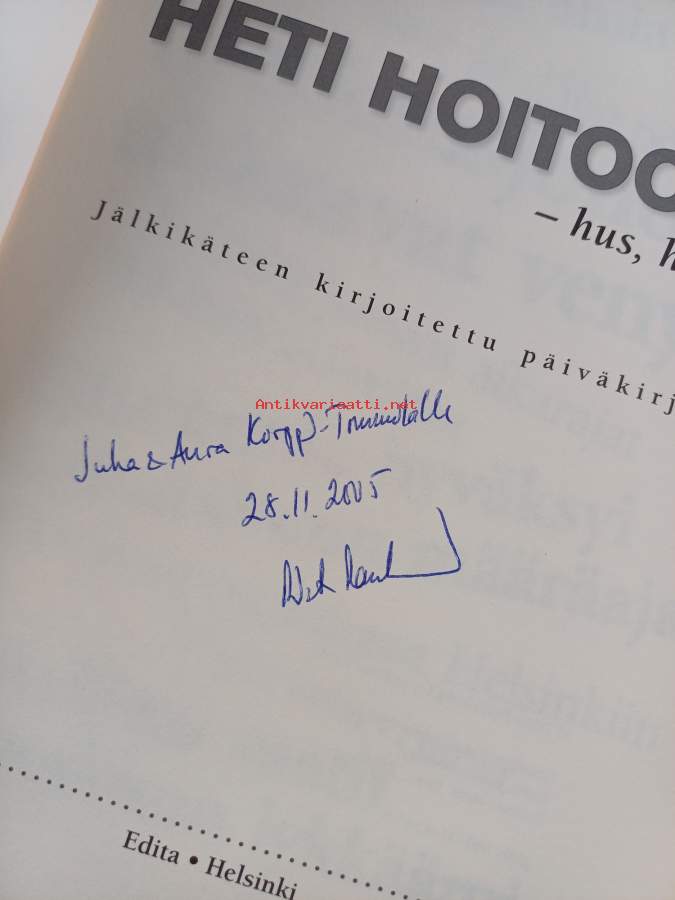 HETI HOITOO
– hus, h
Jälkikäteen kirjoitettu päiväkirj
Antikvariaatti.net
Juha & Aura Korppi-Tommolalle
28.11.2005
Edita • Helsinki